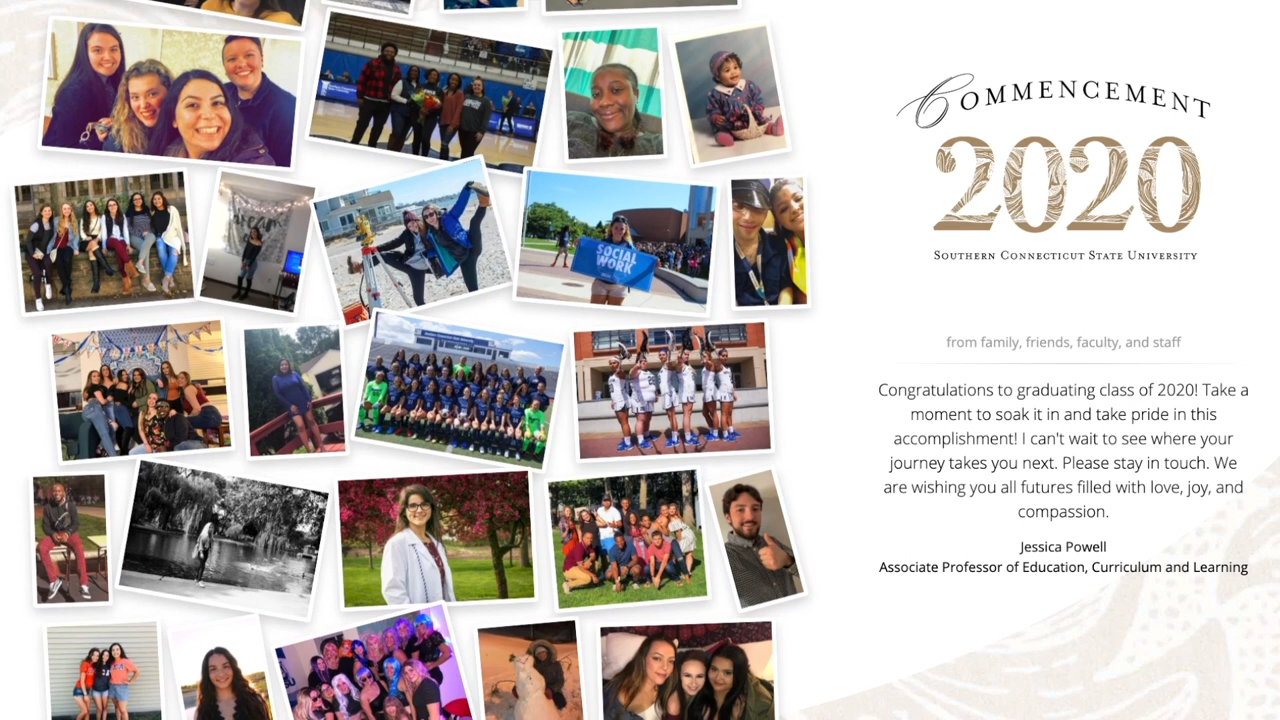 COMMENCEMENT
2020
SOUTHERN CONNECTICUT STATE UNIVERSITY
from family, friends, faculty, and staff
Congratulations to graduating class of 2020! Take a
moment to soak it in and take pride in this
accomplishment! I can't wait to see where your
journey takes you next. Please stay in touch. We
are wishing you all futures filled with love, joy, and
compassion.
Jessica Powell
Associate Professor of Education, Curriculum and Learning
SOCIAL
WORK